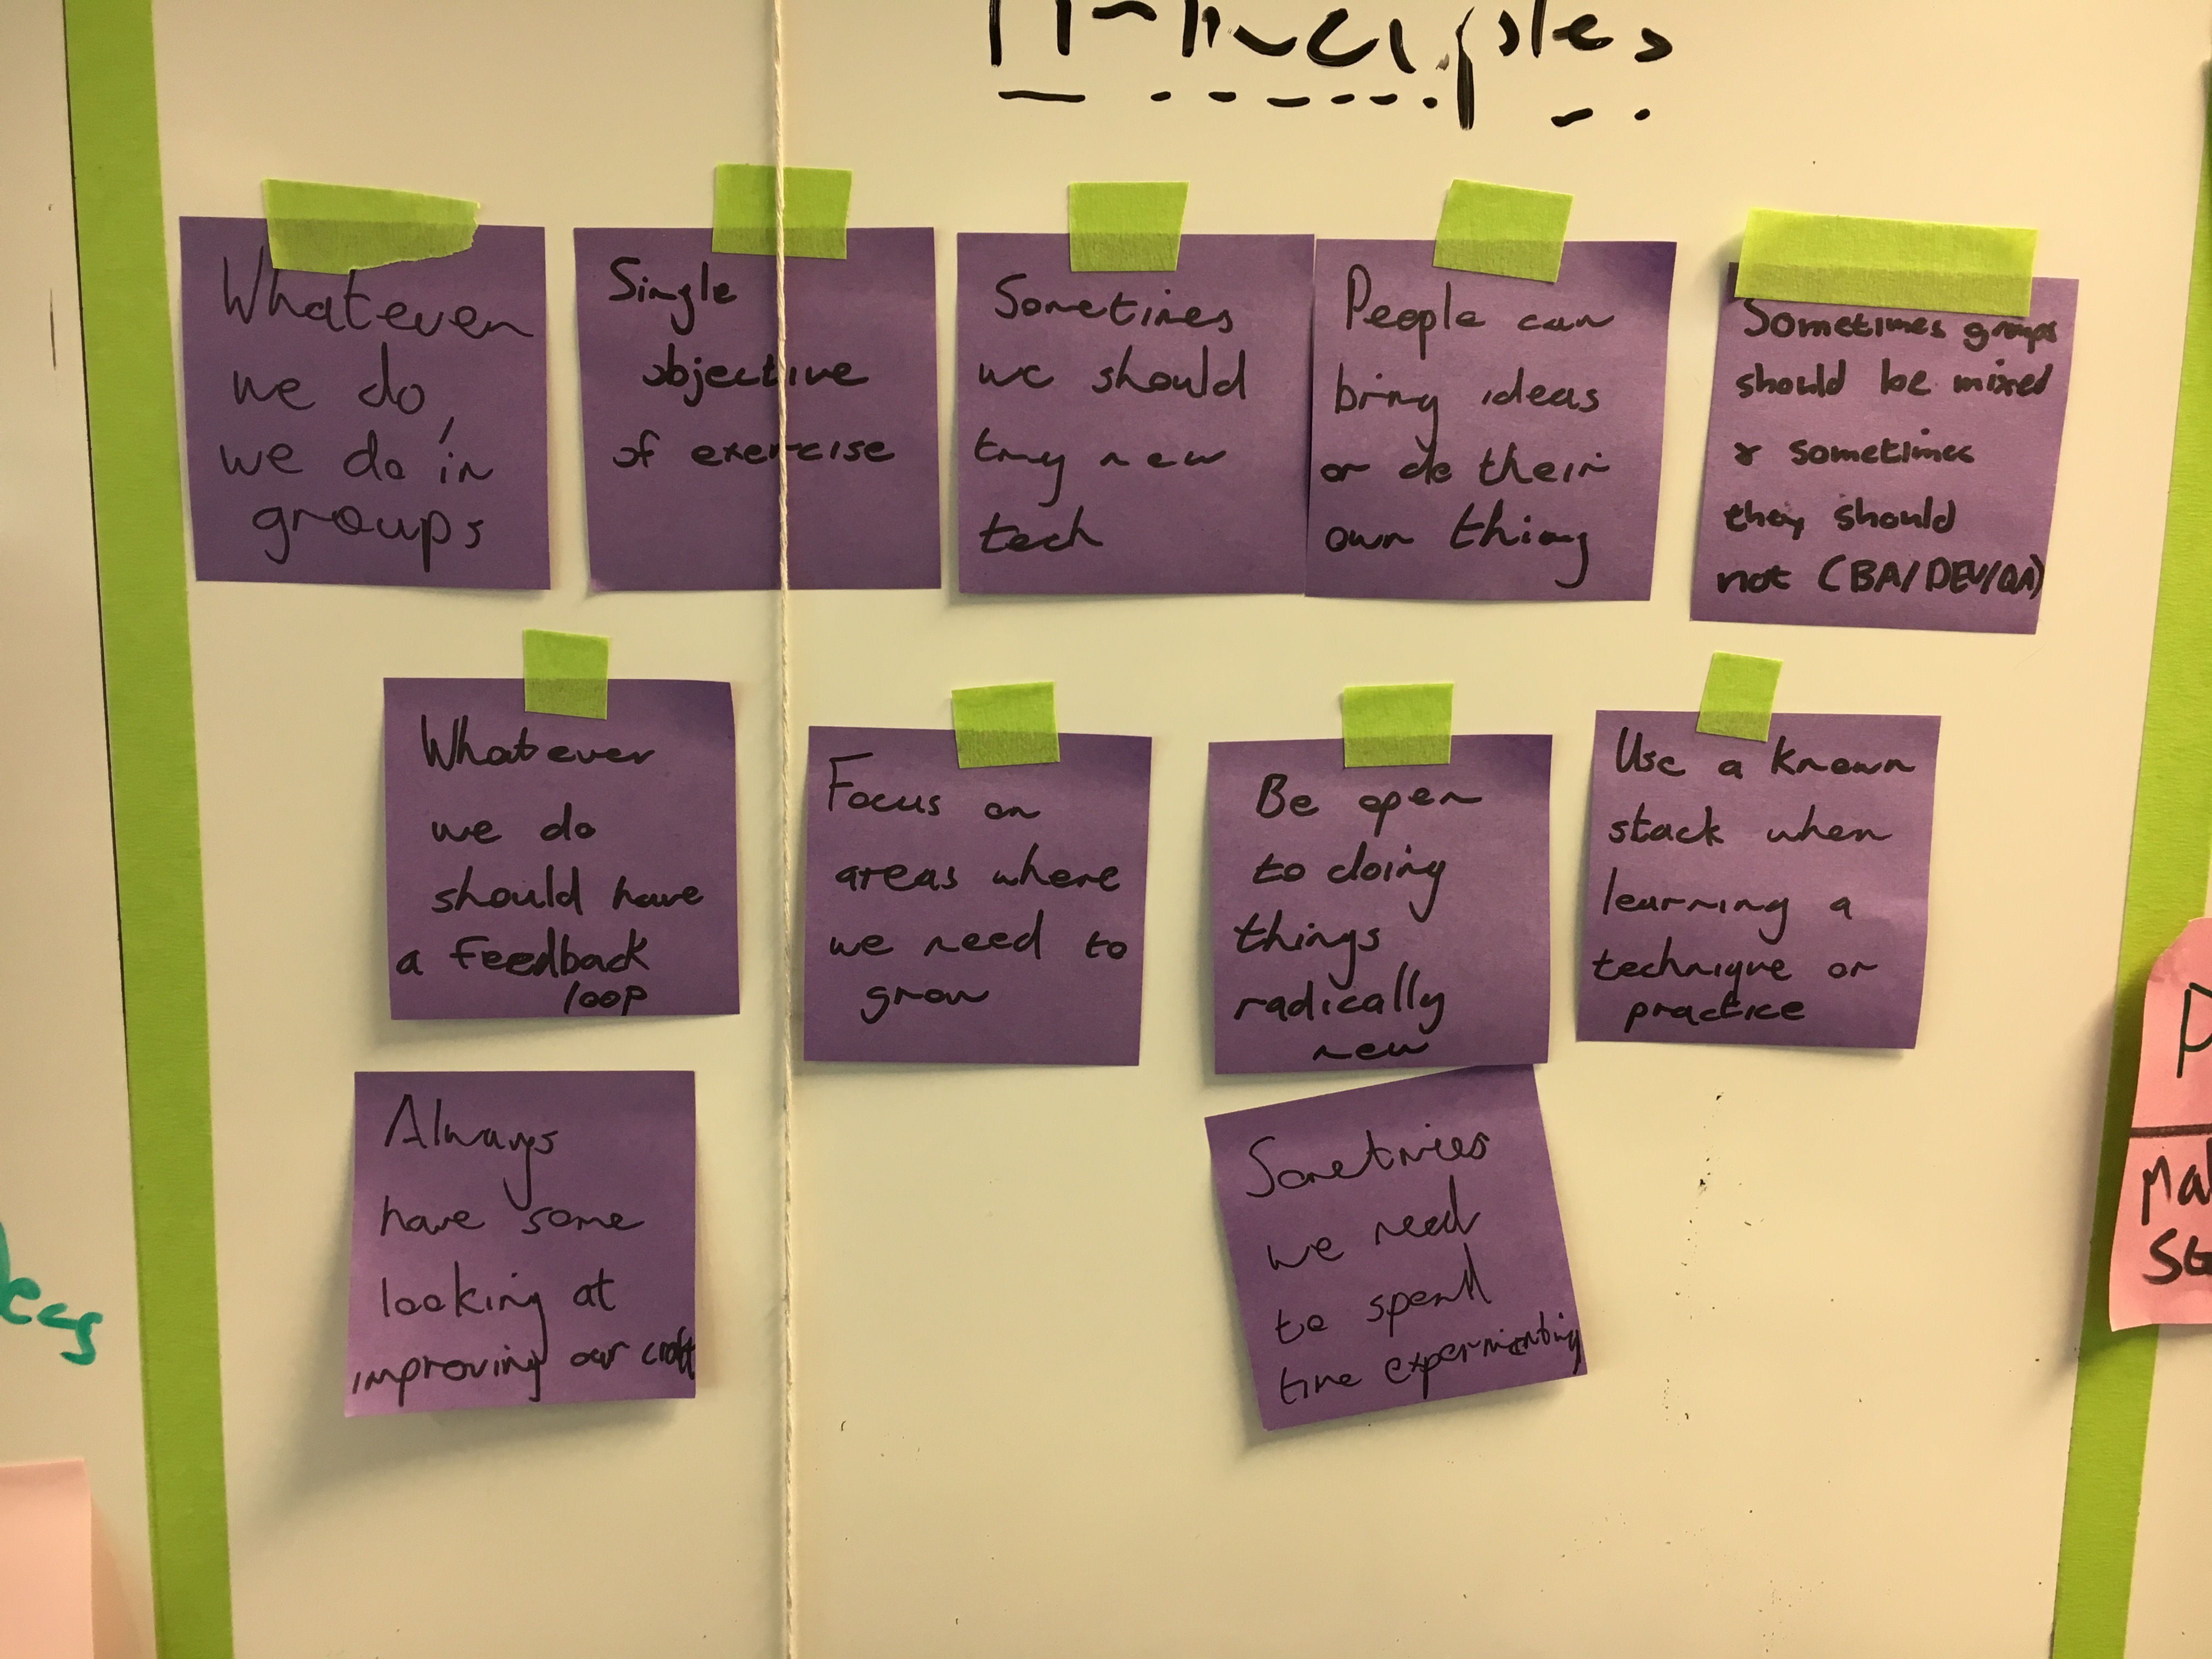 Principles
Whatever
we do,
we do in
groups
Single
objective
of exercise
Sometimes
we should
try new
tech
People can
bring ideas
or do their
own thing
Sometimes groups
should be mixed
& sometimes
they should
not (BA/DEV/QA)
Whatever
we do
should have
a feedback
loop
Focus on
areas where
we need to
grow
Be open
to doing
things
radically
new
Use a known
stack when
learning a
technique or
practice
Always
have some
looking at
improving our craft
Sometimes
we need
to spend
time experimenting